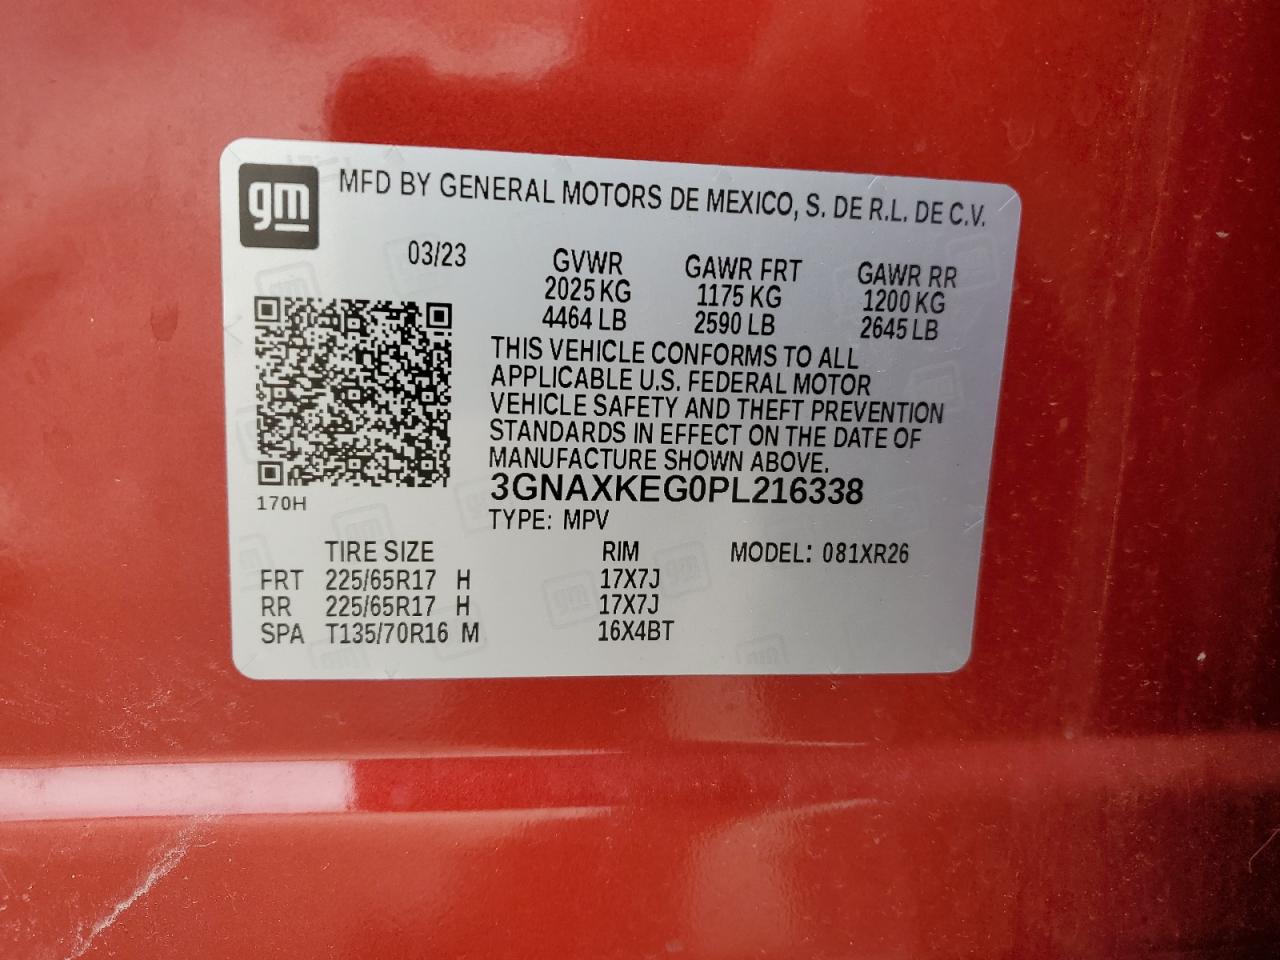 gm
MFD BY GENERAL MOTORS DE MEXICO, S. DE R.L. DE C.V.
03/23 GVWR GAWR FRT GAWR RR
2025 KG 1175 KG 1200 KG
4464 LB 2590 LB 2645 LB
THIS VEHICLE CONFORMS TO ALL
APPLICABLE U.S. FEDERAL MOTOR
VEHICLE SAFETY AND THEFT PREVENTION
STANDARDS IN EFFECT ON THE DATE OF
MANUFACTURE SHOWN ABOVE.
3GNAXKEG0PL216338
170H
TYPE: MPV
TIRE SIZE RIM MODEL: 081XR26
FRT 225/65R17 H 17X7J
RR 225/65R17 H 17X7J
SPA T135/70R16 M 16X4BT